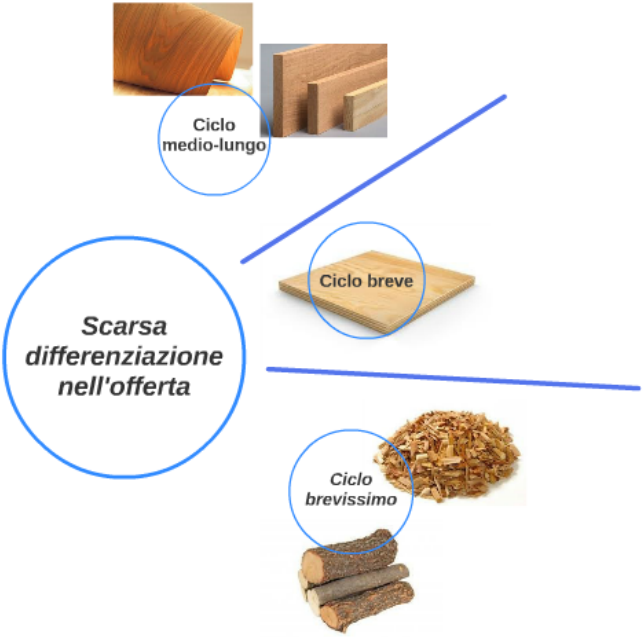 Ciclo
medio-lungo
Ciclo breve
Scarsa
differenziazione
nell'offerta
Ciclo
brevissimo